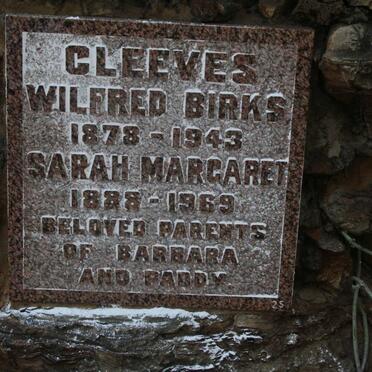 CLEEVES
WILFRED BIRKS
1878 - 1943
SARAH MARGARET
1888 - 1969
BELOVED PARENTS
OF BARBARA
AND PADDY